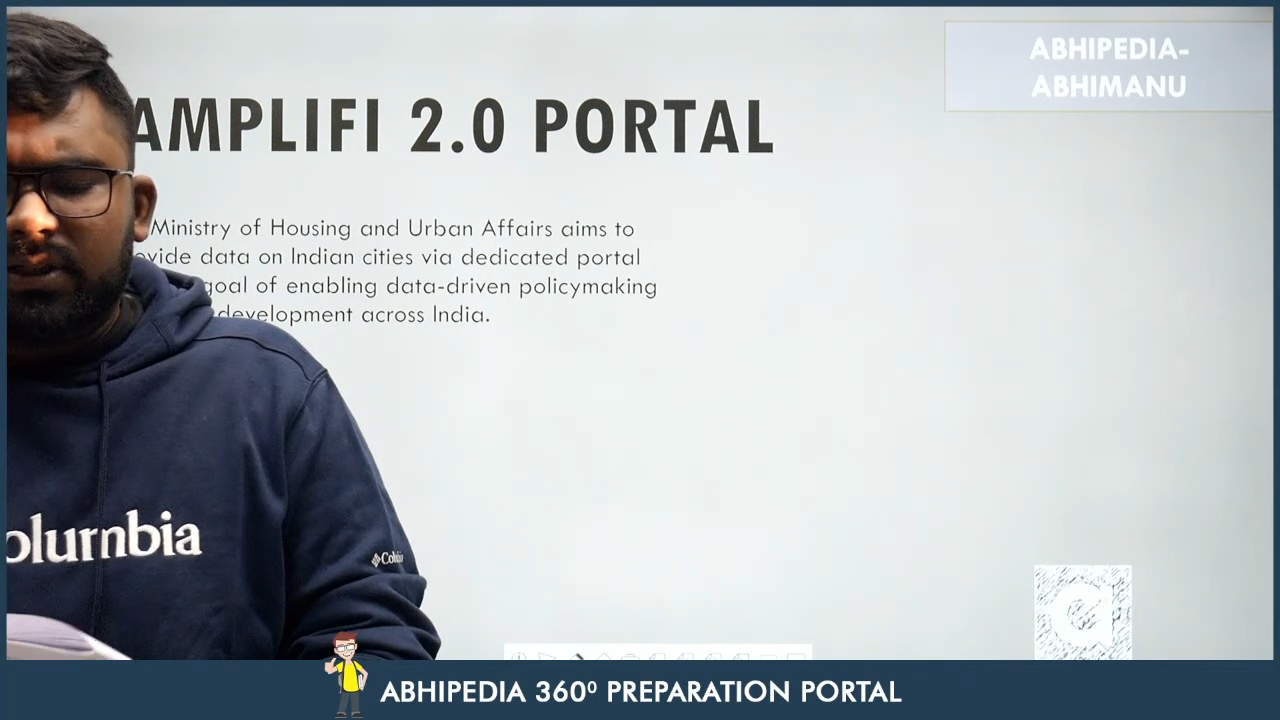 ABHIPEDIA-
ABHIMANU
AMPLIFI 2.0 PORTAL
Ministry of Housing and Urban Affairs aims to
ovide data on Indian cities via dedicated portal
goal of enabling data-driven policymaking
development across India.
olumbia
ABHIPEDIA 360⁰ PREPARATION PORTAL